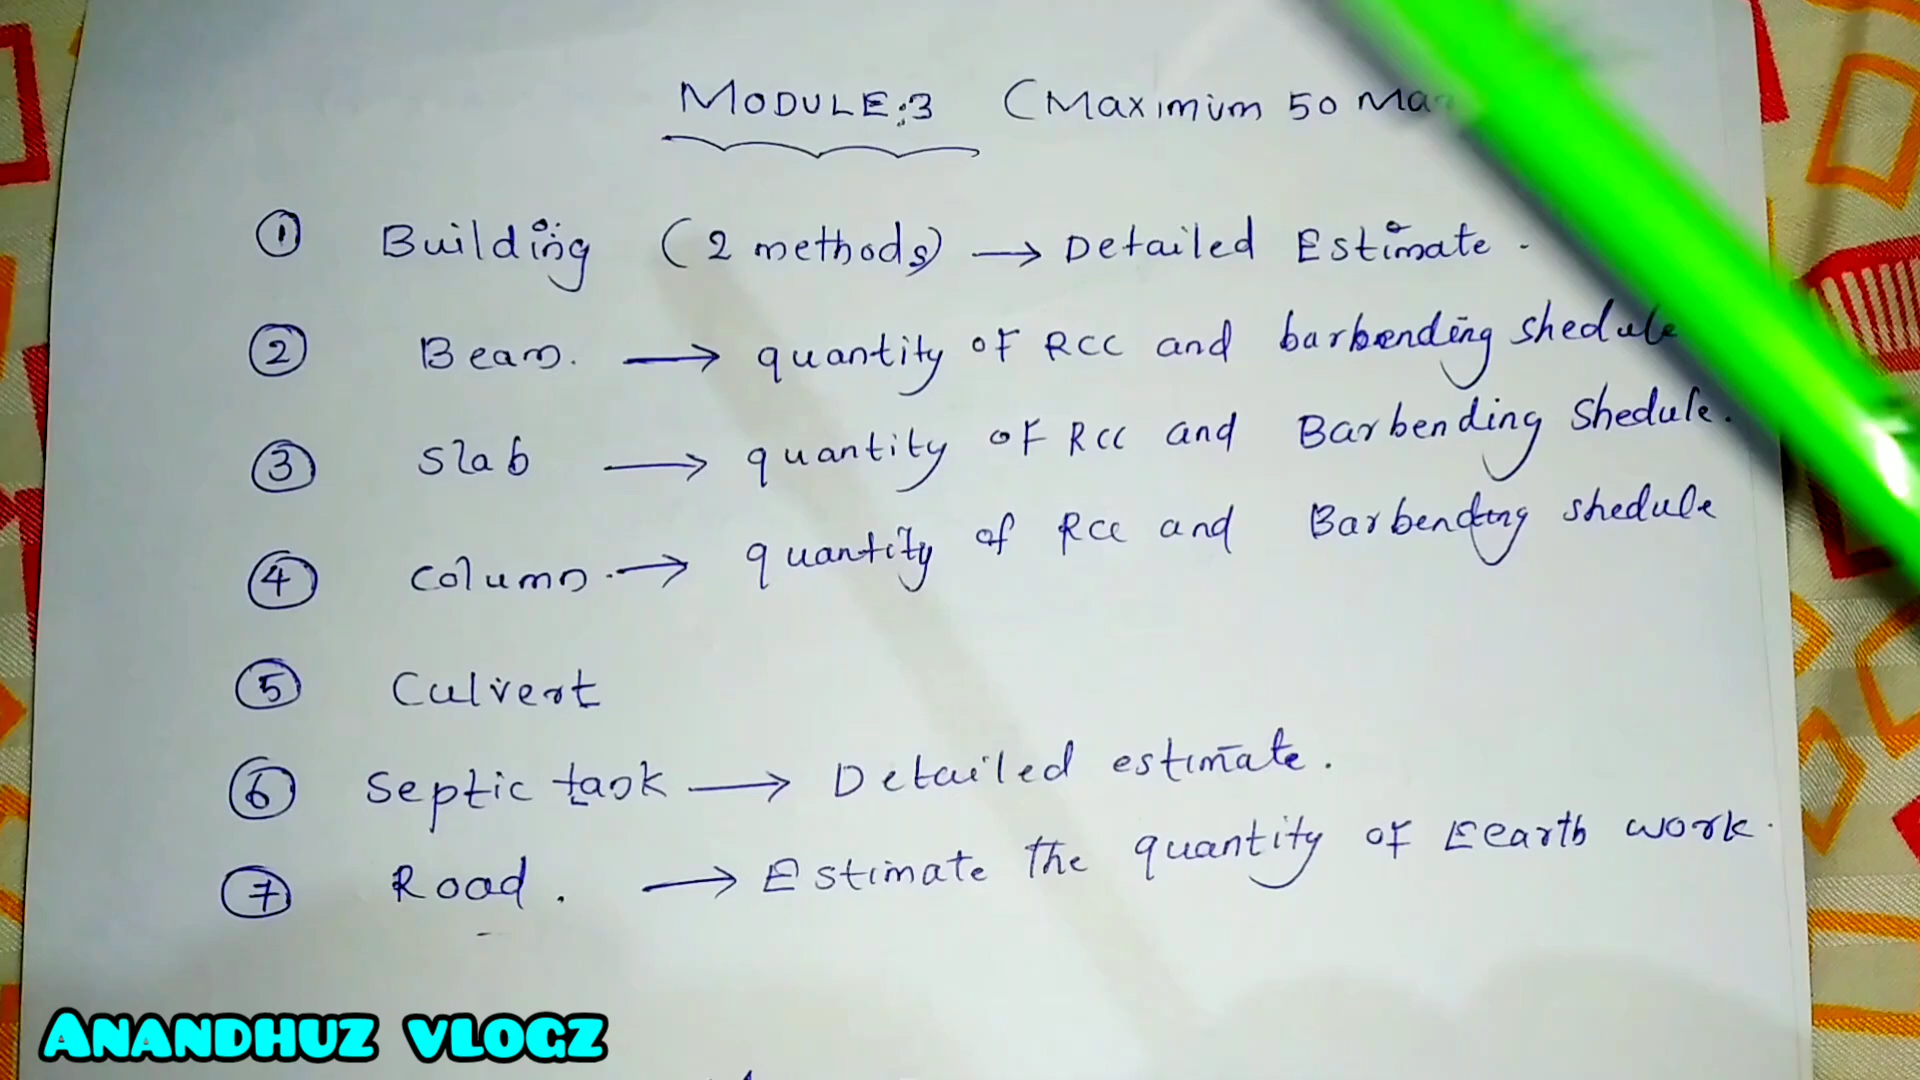 MODULE:3 (Maximum 50
① Building (2 methods) → Detailed Estimate.
② Beam. → quantity of RCC and barbending shedule
③ Slab → quantity of RCC and Barbending Shedule.
④ Column. → quantity of RCC and Barbending shedule
⑤ Culvert
⑥ Septic tank → Detailed estimate.
⑦ Road. → Estimate the quantity of Eearth work.
ANANDHUZ VLOGZ